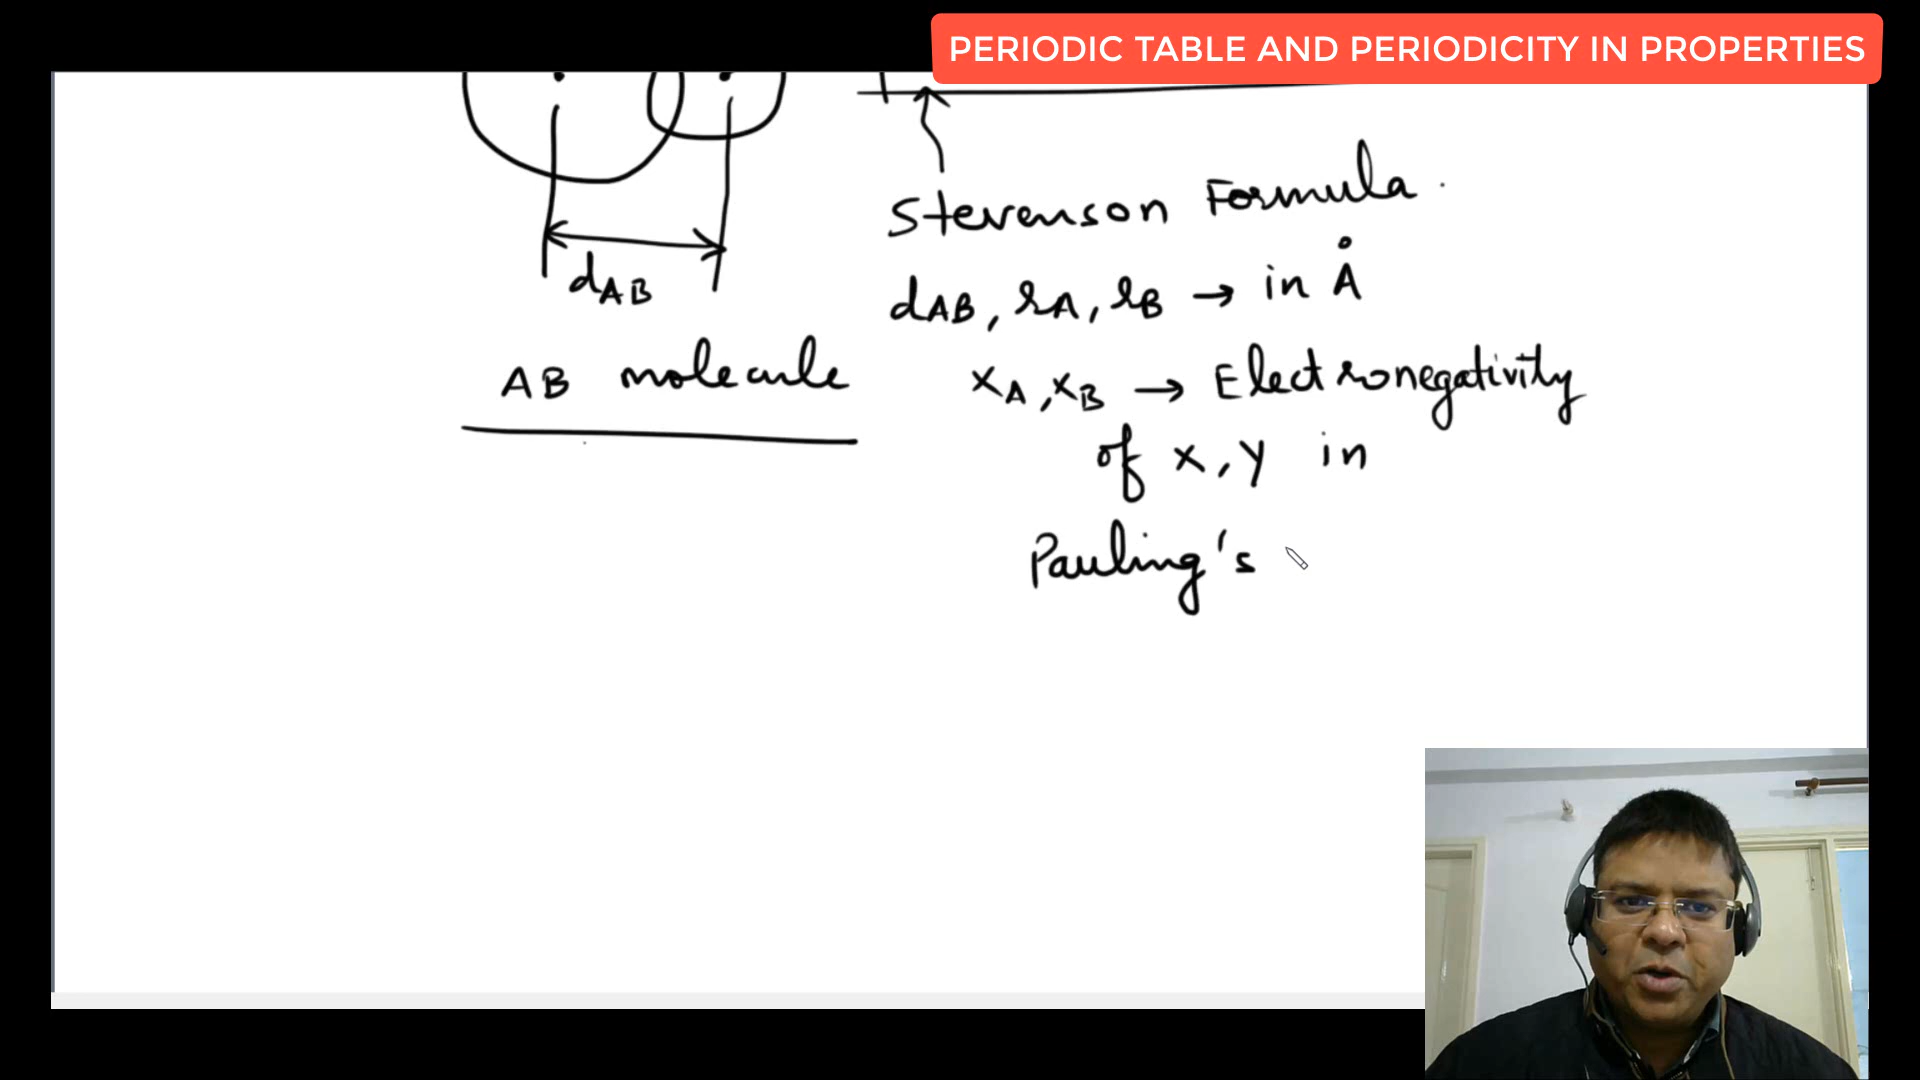 PERIODIC TABLE AND PERIODICITY IN PROPERTIES
Stevenson Formula.
dAB
dAB, rA, rB → in Å
AB molecule
xA, xB → Electronegativity
of x, y in
Pauling's